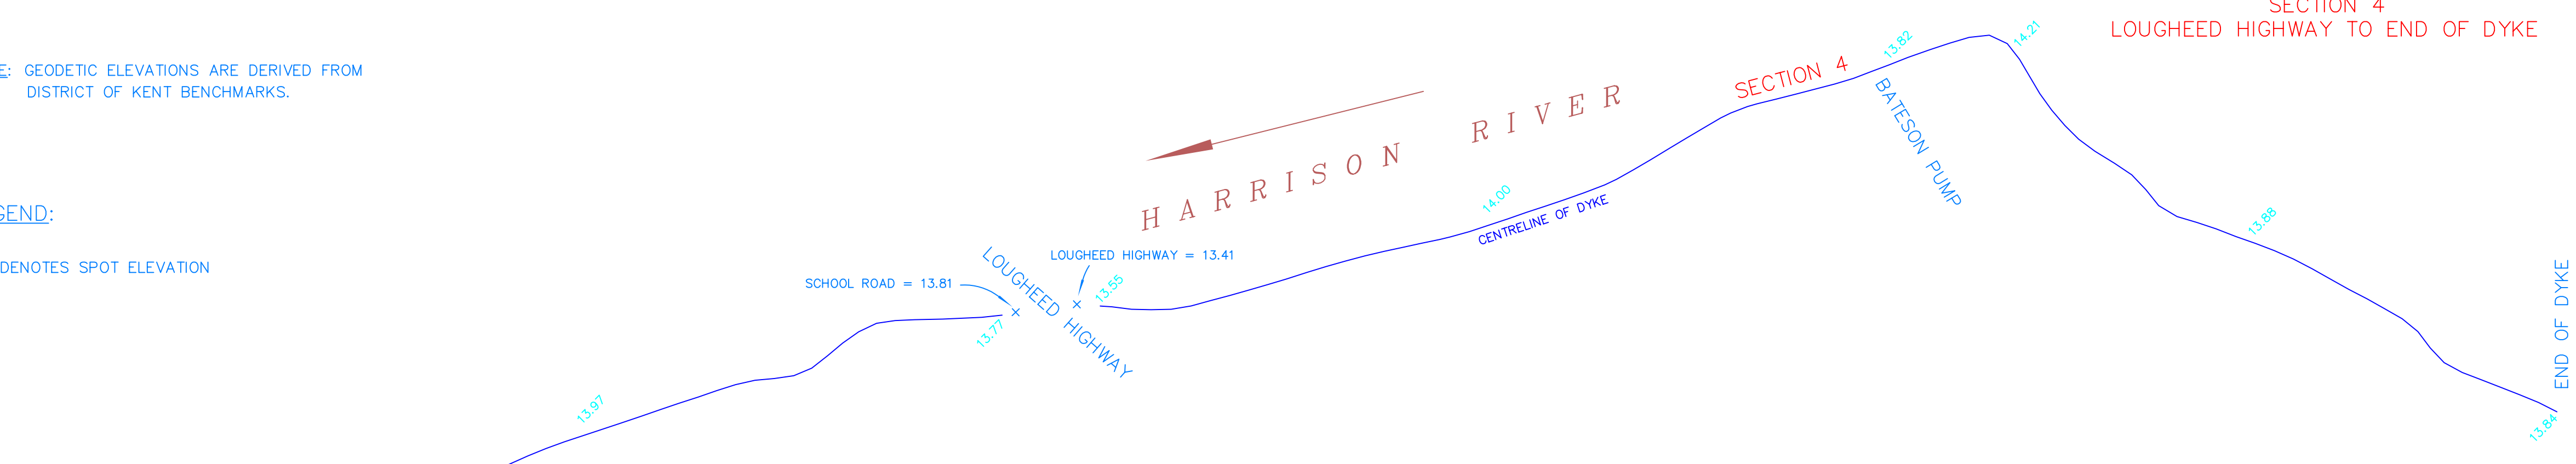 SECTION 4
LOUGHEED HIGHWAY TO END OF DYKE
E: GEODETIC ELEVATIONS ARE DERIVED FROM
DISTRICT OF KENT BENCHMARKS.
GEND:
DENOTES SPOT ELEVATION
HARRISON RIVER
SECTION 4
13.82
14.21
BATESON PUMP
14.00
CENTRELINE OF DYKE
13.88
END OF DYKE
13.84
LOUGHEED HIGHWAY = 13.41
SCHOOL ROAD = 13.81
LOUGHEED HIGHWAY
13.55
13.77
13.97